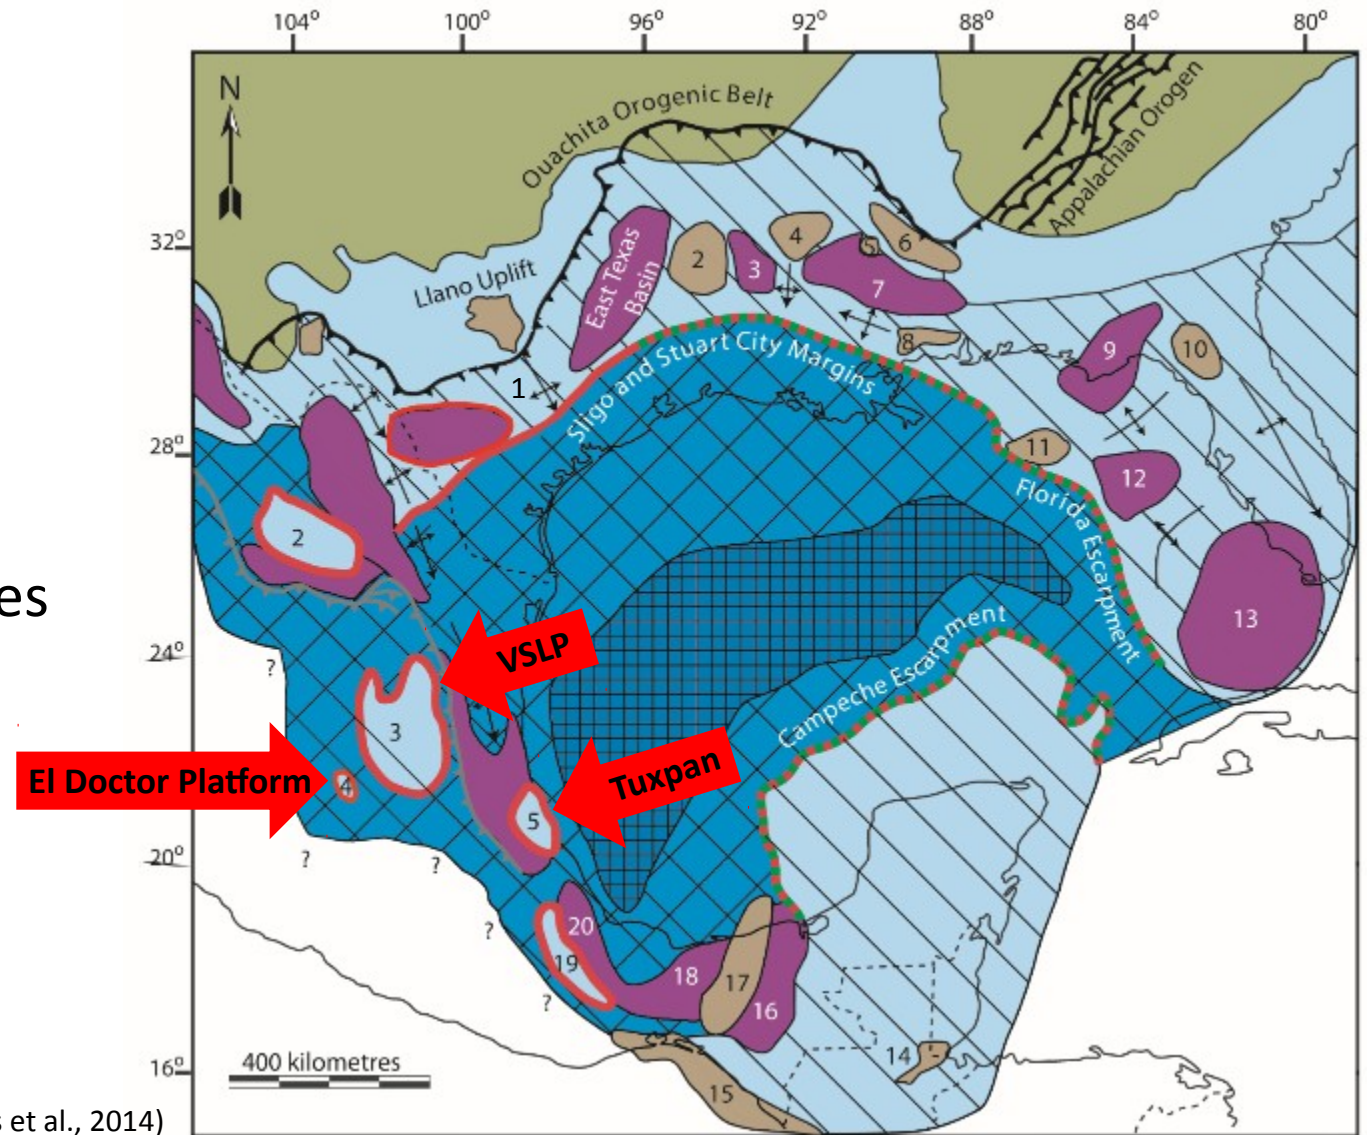 104° 100° 96° 92° 88° 84° 80°
N
Ouachita Orogenic Belt
Appalachian Orogen
32°
4
5
6
2
3
East Texas
Basin
7
Llano Uplift
8
9
10
Sligo and Stuart City Margins
1
28°
11
12
Florida Escarpment
2
es
13
24°
?
VSLP
Campeche Escarpment
3
El Doctor Platform
4
Tuxpan
5
20°
?
?
?
20
19
18
17
16
?
14
400 kilometres
16°
15
s et al., 2014)